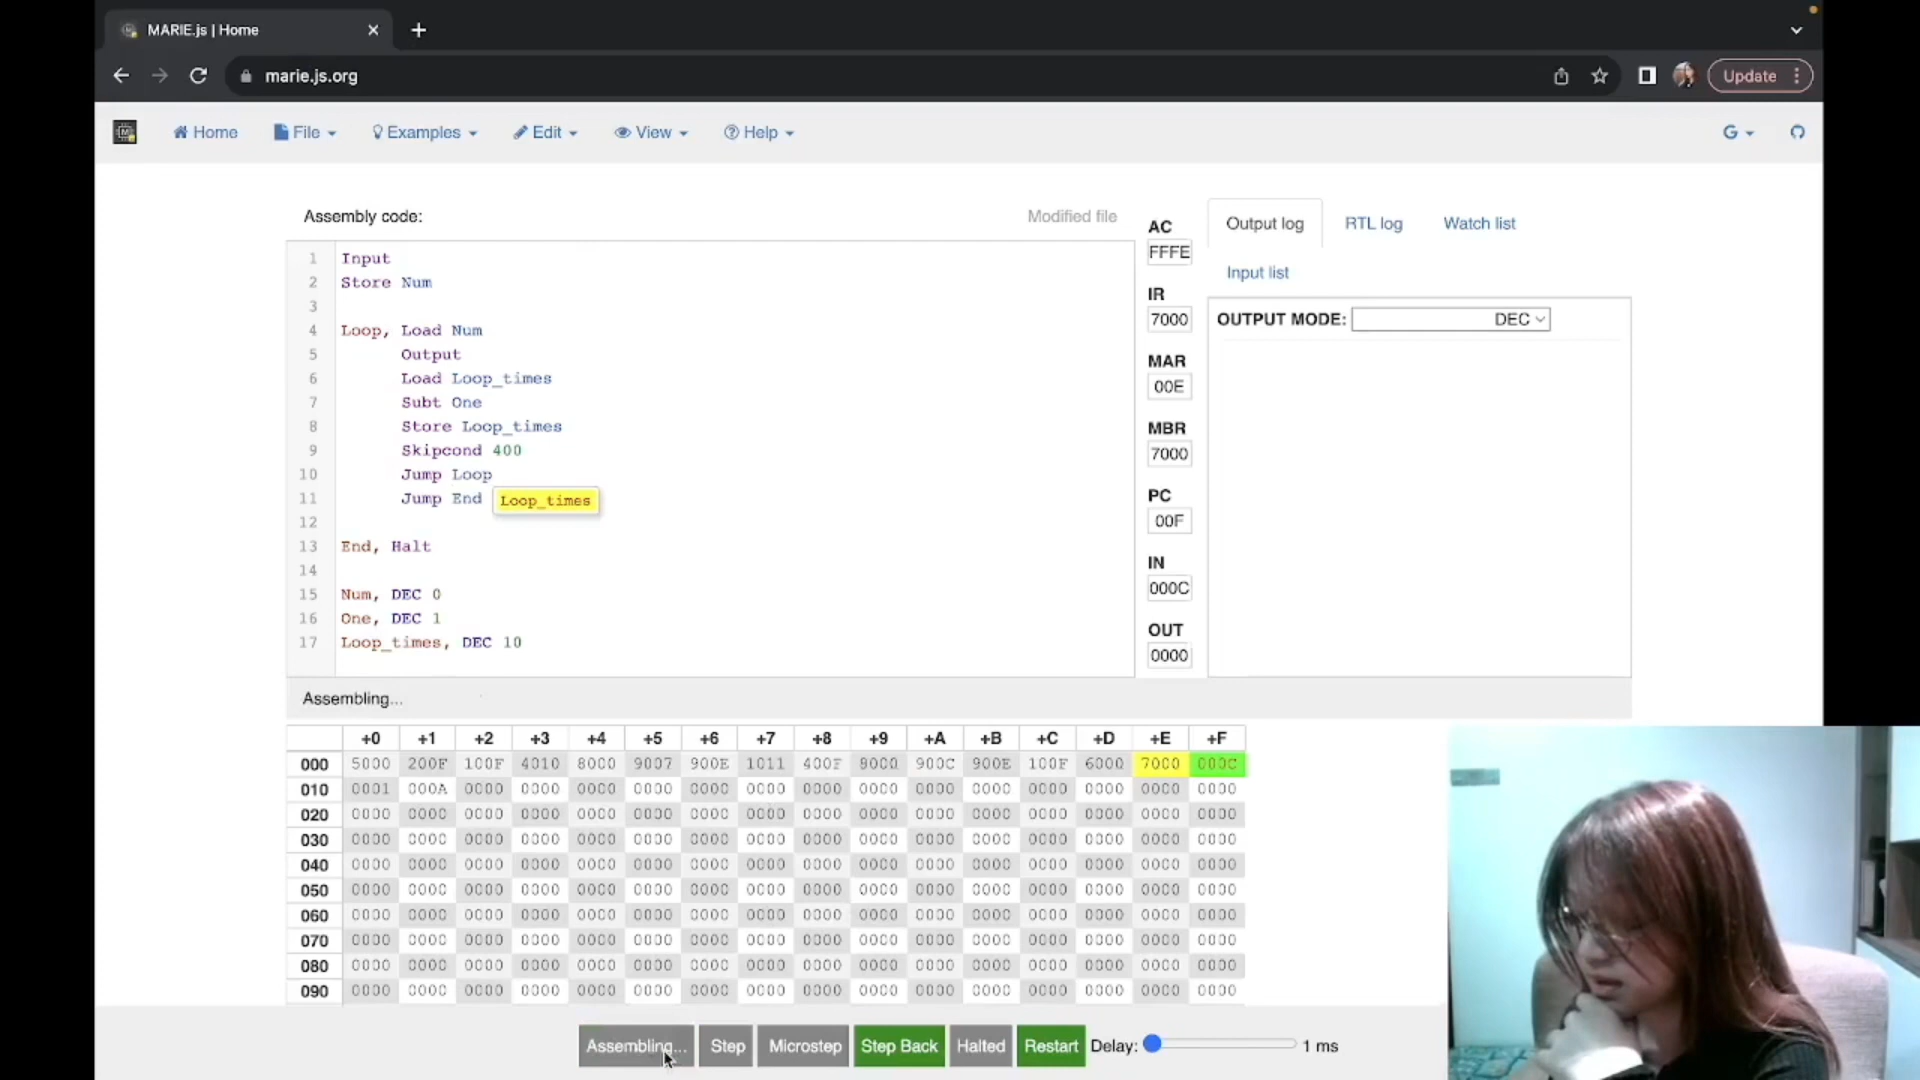 MARIE.js | Home
marie.js.org
Update
Home
File
Examples
Edit
View
Help
G
Assembly code:
Modified file
1 Input
2 Store Num
3
4 Loop, Load Num
5 Output
6 Load Loop_times
7 Subt One
8 Store Loop_times
9 Skipcond 400
10 Jump Loop
11 Jump End
Loop_times
12
13 End, Halt
14
15 Num, DEC 0
16 One, DEC 1
17 Loop_times, DEC 10
AC
FFFE
IR
7000
MAR
00E
MBR
7000
PC
00F
IN
000C
OUT
0000
Output log
RTL log
Watch list
Input list
OUTPUT MODE: DEC
Assembling...
+0 +1 +2 +3 +4 +5 +6 +7 +8 +9 +A +B +C +D +E +F
000 5000 200F 100F 4010 8000 9007 900E 1011 400F 8000 900C 900E 100F 6000 7000 000C
010 0001 000A 0000 0000 0000 0000 0000 0000 0000 0000 0000 0000 0000 0000 0000 0000
020 0000 0000 0000 0000 0000 0000 0000 0000 0000 0000 0000 0000 0000 0000 0000 0000
030 0000 0000 0000 0000 0000 0000 0000 0000 0000 0000 0000 0000 0000 0000 0000 0000
040 0000 0000 0000 0000 0000 0000 0000 0000 0000 0000 0000 0000 0000 0000 0000 0000
050 0000 0000 0000 0000 0000 0000 0000 0000 0000 0000 0000 0000 0000 0000 0000 0000
060 0000 0000 0000 0000 0000 0000 0000 0000 0000 0000 0000 0000 0000 0000 0000 0000
070 0000 0000 0000 0000 0000 0000 0000 0000 0000 0000 0000 0000 0000 0000 0000 0000
080 0000 0000 0000 0000 0000 0000 0000 0000 0000 0000 0000 0000 0000 0000 0000 0000
090 0000 0000 0000 0000 0000 0000 0000 0000 0000 0000 0000 0000 0000 0000 0000 0000
Assembling...
Step
Microstep
Step Back
Halted
Restart
Delay:
1 ms